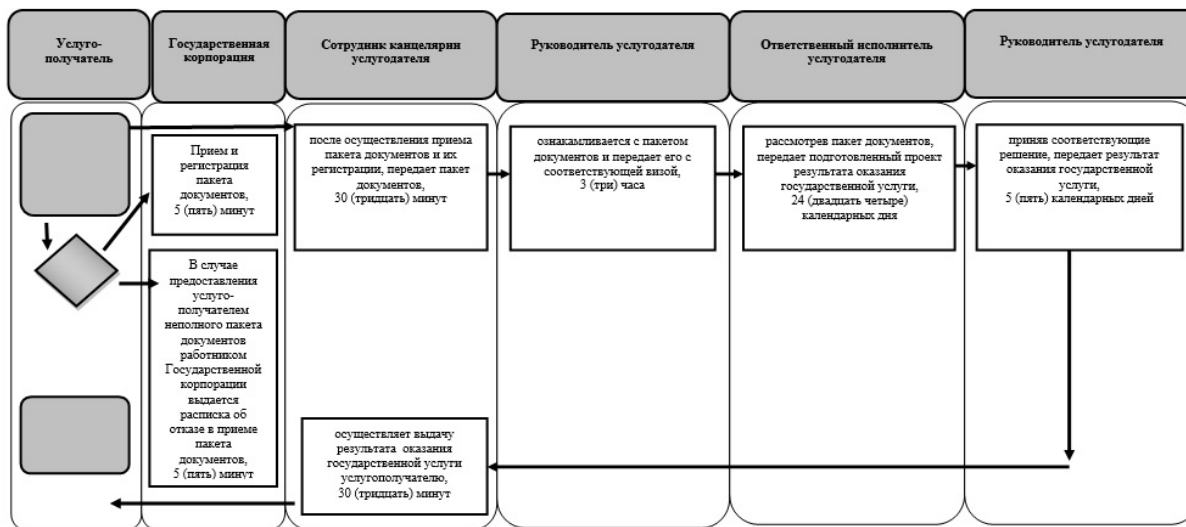 Услуго-
получатель
Государственная
корпорация
Сотрудник канцелярии
услугодателя
Руководитель услугодателя
Ответственный исполнитель
услугодателя
Руководитель услугодателя
Прием и
регистрация
пакета
документов,
5 (пять) минут
после осуществления приема
пакета документов и их
регистрации, передает пакет
документов,
30 (тридцать) минут
ознакамливается с пакетом
документов и передает его с
соответствующей визой,
3 (три) часа
рассмотрев пакет документов,
передает подготовленный проект
результата оказания
государственной услуги,
24 (двадцать четыре)
календарных дня
приняв соответствующие
решение, передает результат
оказания государственной
услуги,
5 (пять) календарных дней
В случае
предоставления
услуго-
получателем
неполного пакета
документов
работником
Государственной
корпорации
выдается
расписка об
отказе в приеме
пакета
документов,
5 (пять) минут
осуществляет выдачу
результата оказания
государственной услуги
услугополучателю,
30 (тридцать) минут